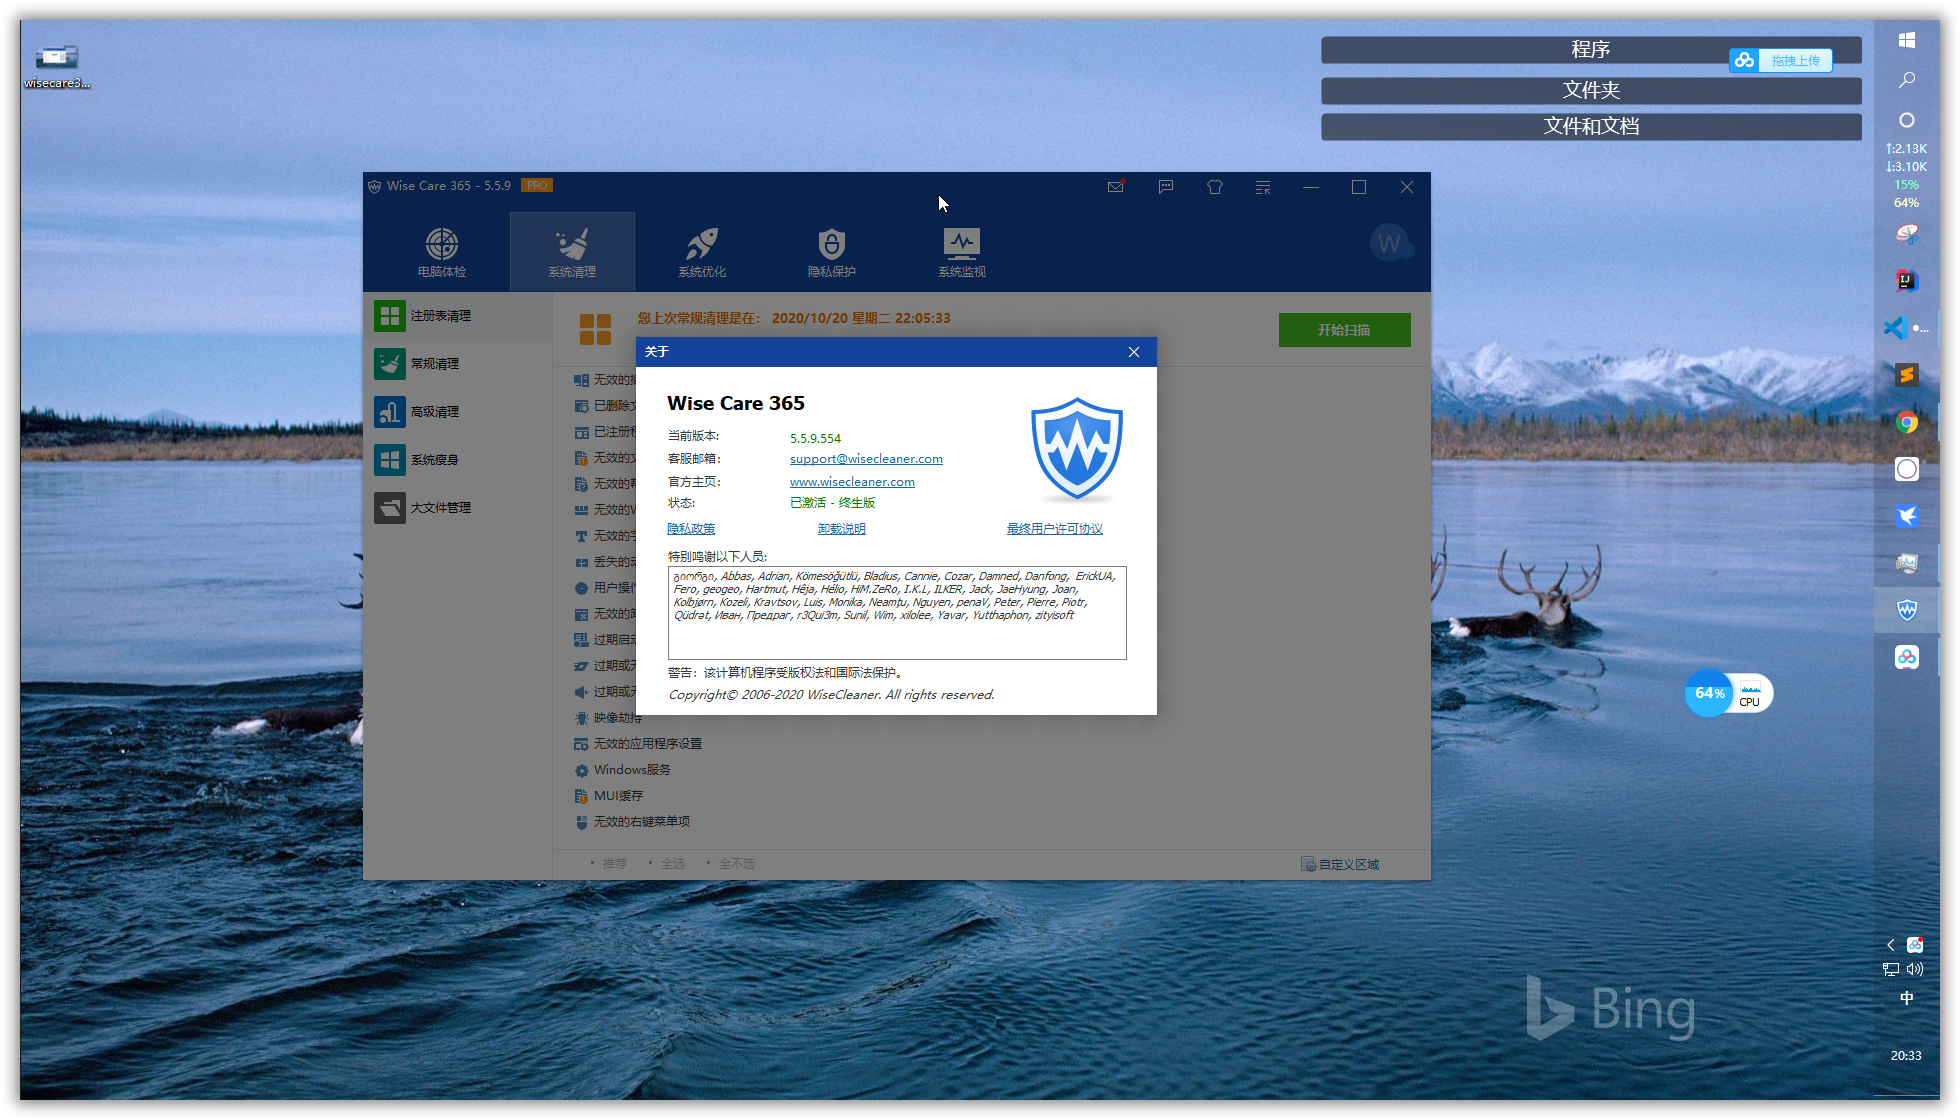 wisecare3...
程序
拖拽上传
文件夹
文件和文档
↑:2.13K
↓:3.10K
15%
64%
Wise Care 365 - 5.5.9 PRO
电脑体检
系统清理
系统优化
隐私保护
系统监视
W
注册表清理
常规清理
高级清理
系统瘦身
大文件管理
您上次常规清理是在： 2020/10/20 星期二 22:05:33
开始扫描
无效的
已删除
已注册
无效的
无效的
无效的
无效的
丢失的
用户操
无效的
过期启
过期或
过期或
映像劫持
无效的应用程序设置
Windows服务
MUI缓存
无效的右键菜单项
推荐 全选 全不选
自定义区域
关于
Wise Care 365
当前版本: 5.5.9.554
客服邮箱: support@wisecleaner.com
官方主页: www.wisecleaner.com
状态: 已激活 - 终生版
隐私政策 卸载说明 最终用户许可协议
特别鸣谢以下人员:
გიორგი, Abbas, Adrian, Kömesöğütlü, Bladius, Cannie, Cozar, Damned, Danfong, ErickUA,
Fero, geogeo, Hartmut, Hêja, Hélio, HiM.ZeRo, I.K.L, ILKER, Jack, JaeHyung, Joan,
Kolbjørn, Kozeli, Kravtsov, Luis, Monika, Neamţu, Nguyen, penaV, Peter, Pierre, Piotr,
Qüdrət, Иван, Предраг, r3Qui3m, Sunil, Wim, xilolee, Yavar, Yutthaphon, zityisoft
警告：该计算机程序受版权法和国际法保护。
Copyright© 2006-2020 WiseCleaner. All rights reserved.
64%
CPU
Bing
中
20:33